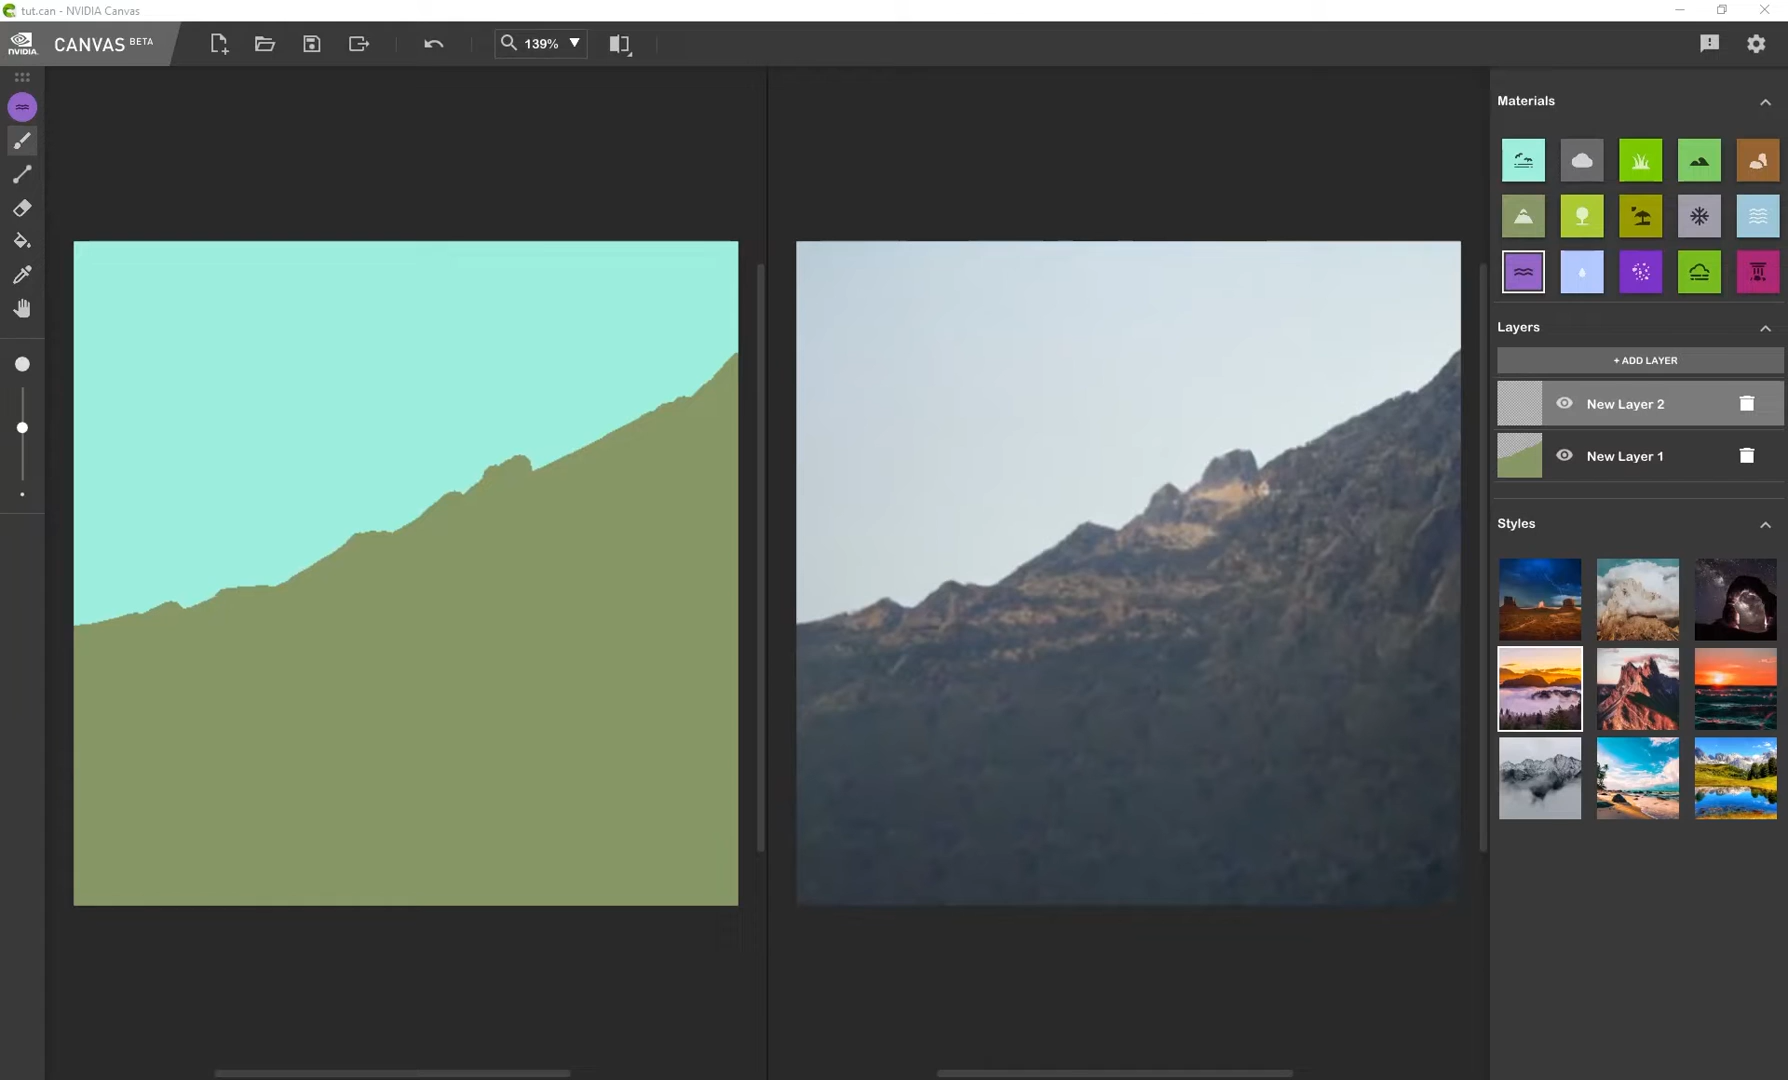 tut.can - NVIDIA Canvas
NVIDIA.
CANVAS BETA
139%
Materials
Layers
+ ADD LAYER
New Layer 2
New Layer 1
Styles